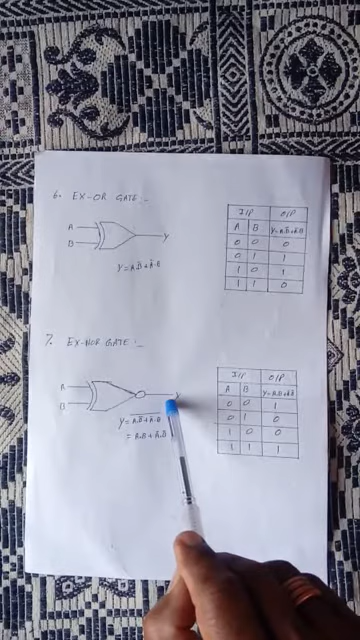 6. EX-OR GATE:-
A
B
Y
Y = A.B̅ + A̅.B
I/P O/P
A B Y=A.B̅+A̅.B
0 0 0
0 1 1
1 0 1
1 1 0
7. EX-NOR GATE:-
A
B
I/P O/P
A B
0 0 1
0 1 0
1 0 0
1 1 1